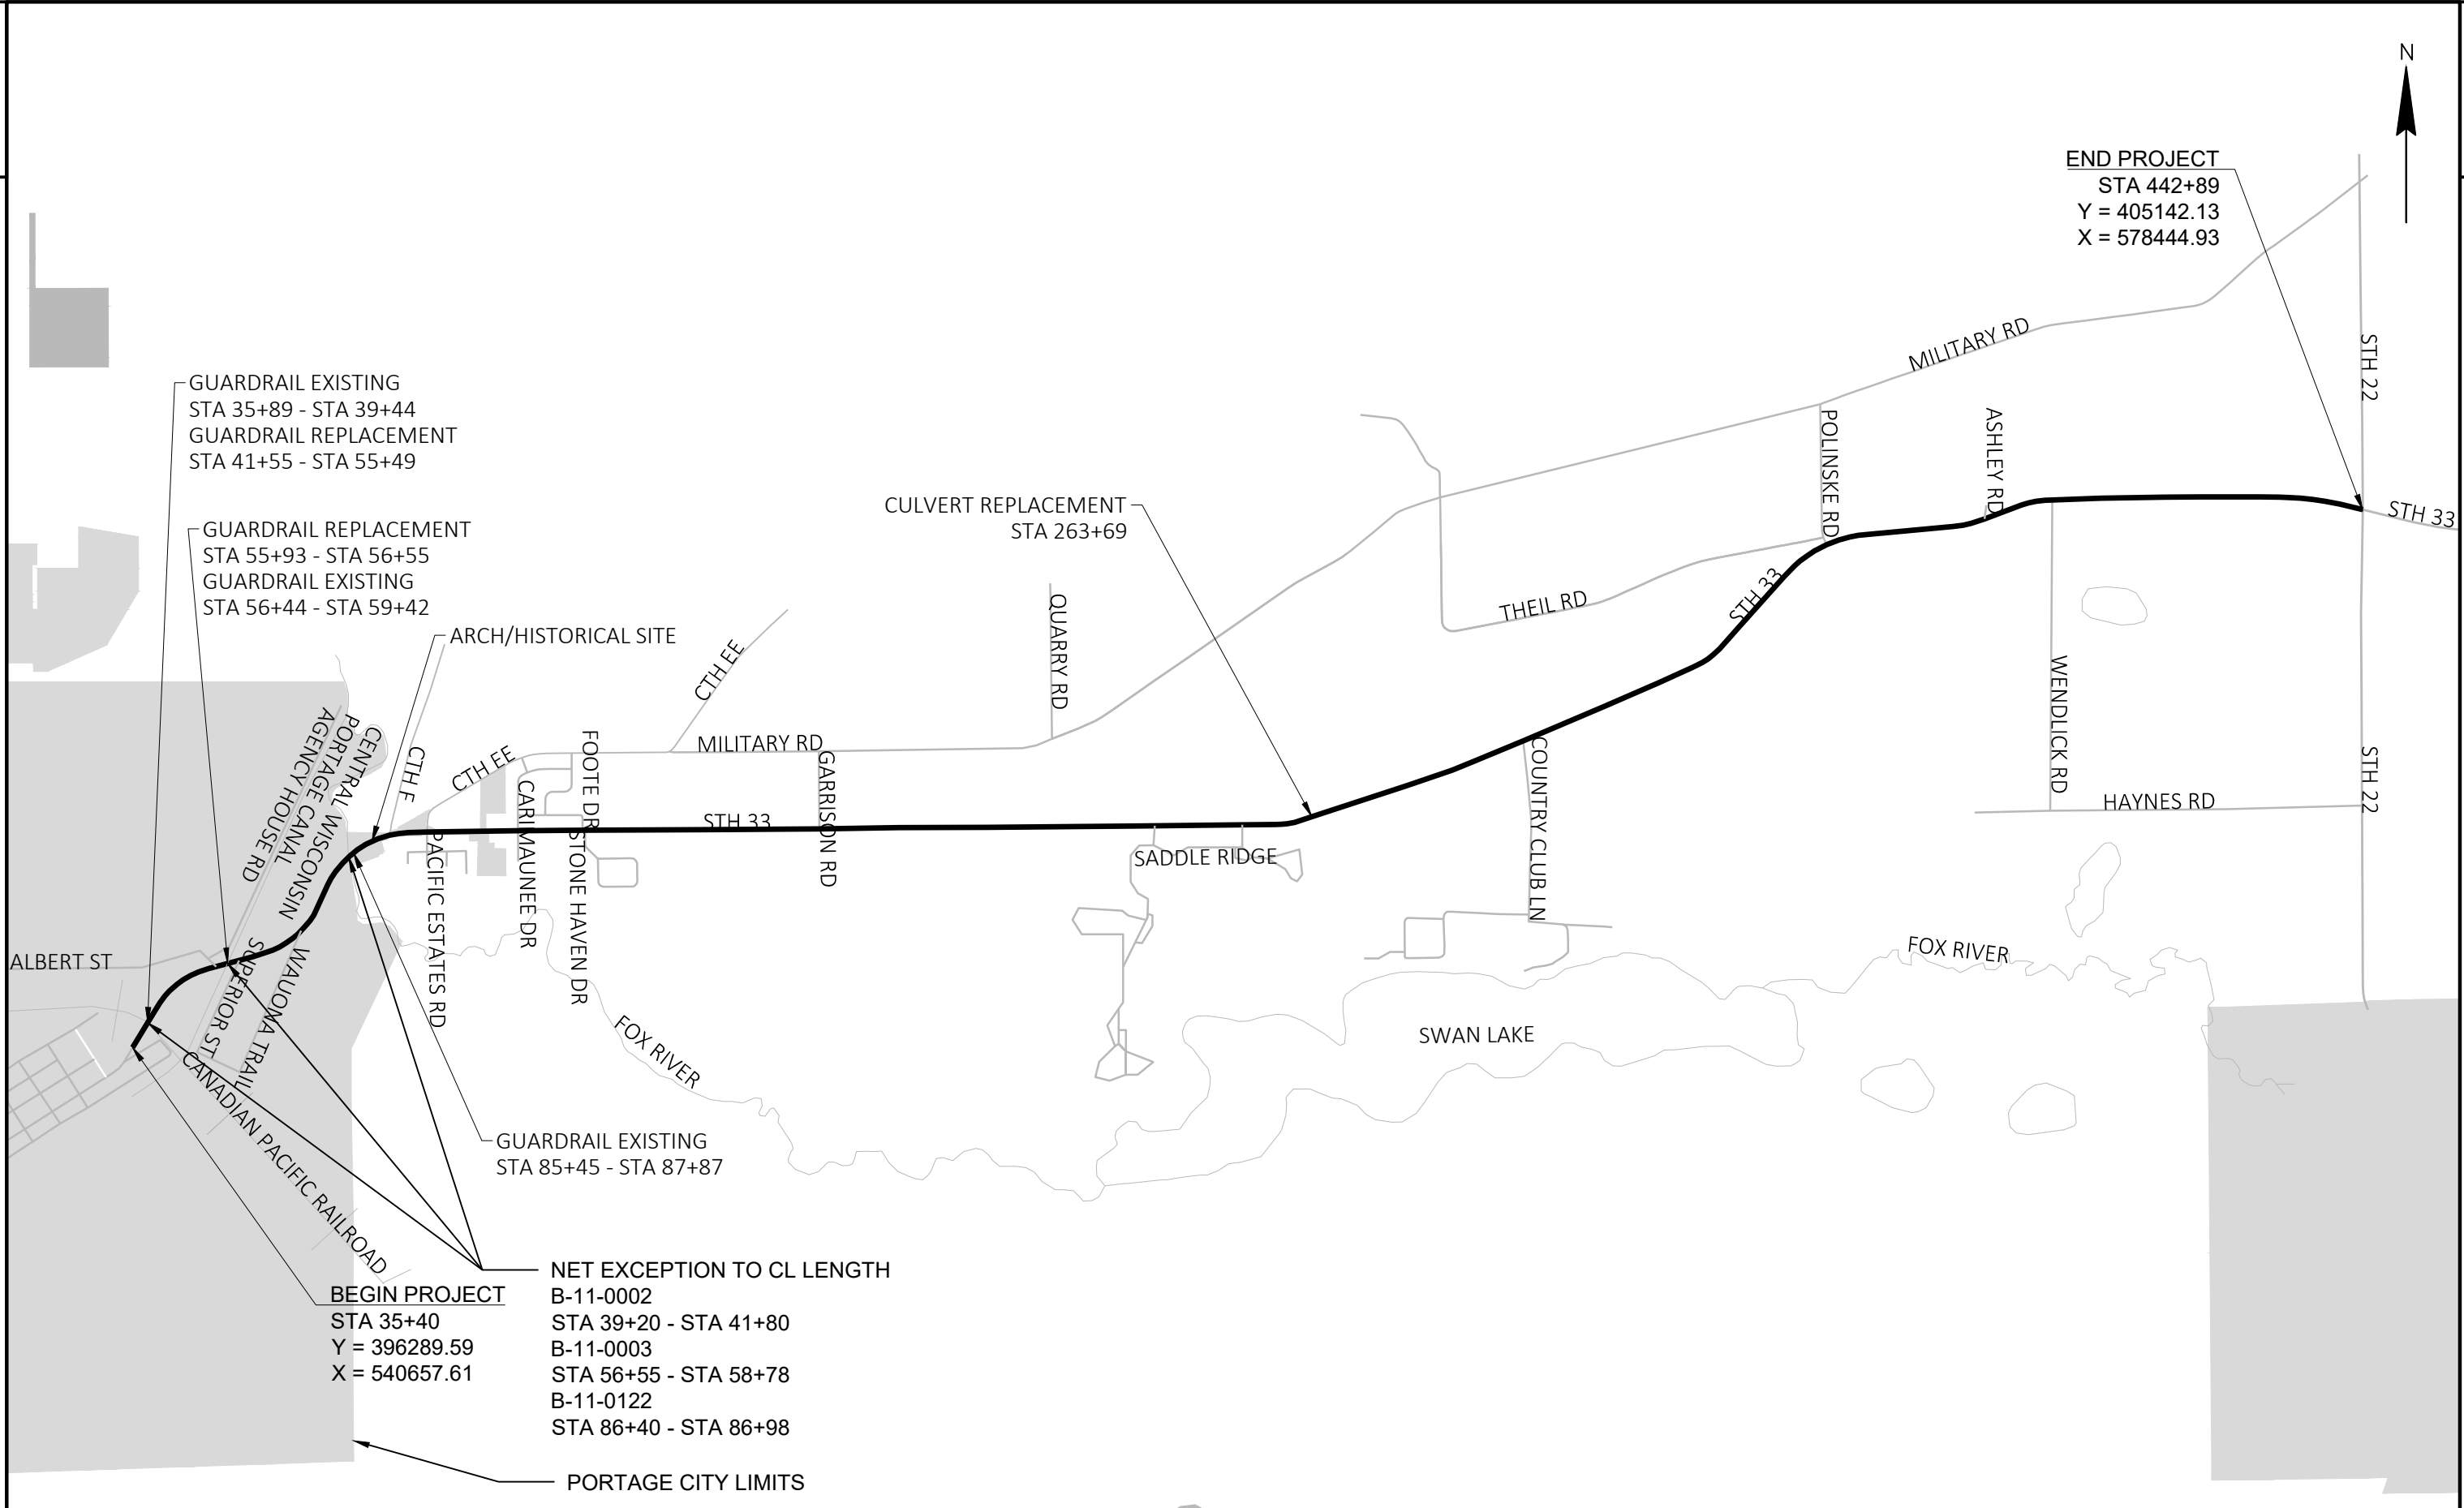 N
END PROJECT
STA 442+89
Y = 405142.13
X = 578444.93
MILITARY RD
STH 22
GUARDRAIL EXISTING
STA 35+89 - STA 39+44
GUARDRAIL REPLACEMENT
STA 41+55 - STA 55+49
POLINSKE RD
ASHLEY RD
CULVERT REPLACEMENT
STA 263+69
STH 33
GUARDRAIL REPLACEMENT
STA 55+93 - STA 56+55
GUARDRAIL EXISTING
STA 56+44 - STA 59+42
THEIL RD
STH 33
QUARRY RD
ARCH/HISTORICAL SITE
CTH EE
WENDLICK RD
AGENCY HOUSE RD
PORTAGE CANAL
CENTRAL WISCONSIN
CTH F
CTH EE
FOOTE DR
MILITARY RD
GARRISON RD
COUNTRY CLUB LN
STH 22
HAYNES RD
STH 33
PACIFIC ESTATES RD
CARIMAUNEE DR
STONE HAVEN DR
SADDLE RIDGE
ALBERT ST
SUPERIOR ST
WAUOMA TRAIL
FOX RIVER
FOX RIVER
SWAN LAKE
CANADIAN PACIFIC RAILROAD
GUARDRAIL EXISTING
STA 85+45 - STA 87+87
BEGIN PROJECT
STA 35+40
Y = 396289.59
X = 540657.61
NET EXCEPTION TO CL LENGTH
B-11-0002
STA 39+20 - STA 41+80
B-11-0003
STA 56+55 - STA 58+78
B-11-0122
STA 86+40 - STA 86+98
PORTAGE CITY LIMITS